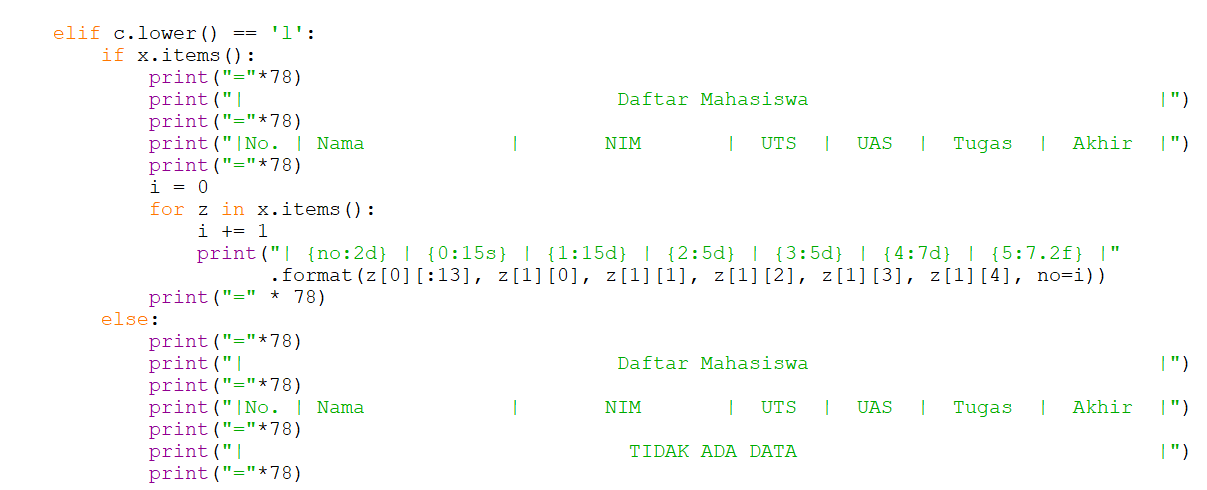 elif c.lower() == 'l':
        if x.items():
            print("="*78)
            print("|                               Daftar Mahasiswa                             |")
            print("="*78)
            print("|No. | Nama            |       NIM       |  UTS  |  UAS  |  Tugas  |  Akhir  |")
            print("="*78)
            i = 0
            for z in x.items():
                i += 1
                print("| {no:2d} | {0:15s} | {1:15d} | {2:5d} | {3:5d} | {4:7d} | {5:7.2f} |"
                      .format(z[0][:13], z[1][0], z[1][1], z[1][2], z[1][3], z[1][4], no=i))
            print("=" * 78)
        else:
            print("="*78)
            print("|                               Daftar Mahasiswa                             |")
            print("="*78)
            print("|No. | Nama            |       NIM       |  UTS  |  UAS  |  Tugas  |  Akhir  |")
            print("="*78)
            print("|                                TIDAK ADA DATA                              |")
            print("="*78)